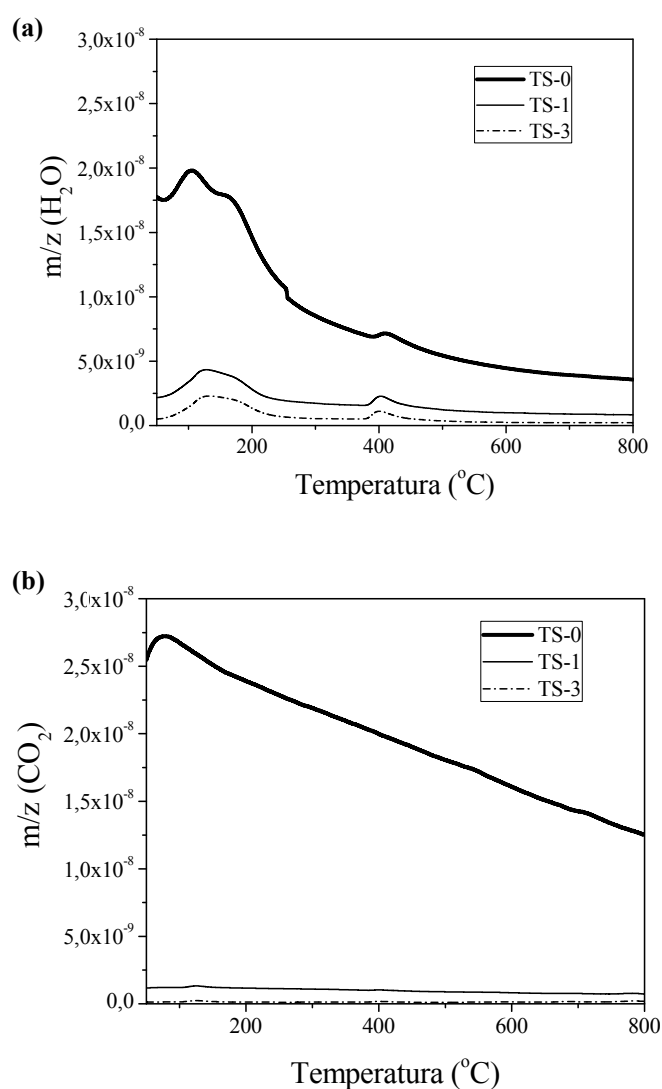 (a)
3,0x10⁻⁸
2,5x10⁻⁸
2,0x10⁻⁸
1,5x10⁻⁸
1,0x10⁻⁸
5,0x10⁻⁹
0,0
m/z (H₂O)
TS-0
TS-1
TS-3
200 400 600 800
Temperatura (°C)
(b)
3,0x10⁻⁸
2,5x10⁻⁸
2,0x10⁻⁸
1,5x10⁻⁸
1,0x10⁻⁸
5,0x10⁻⁹
0,0
m/z (CO₂)
TS-0
TS-1
TS-3
200 400 600 800
Temperatura (°C)